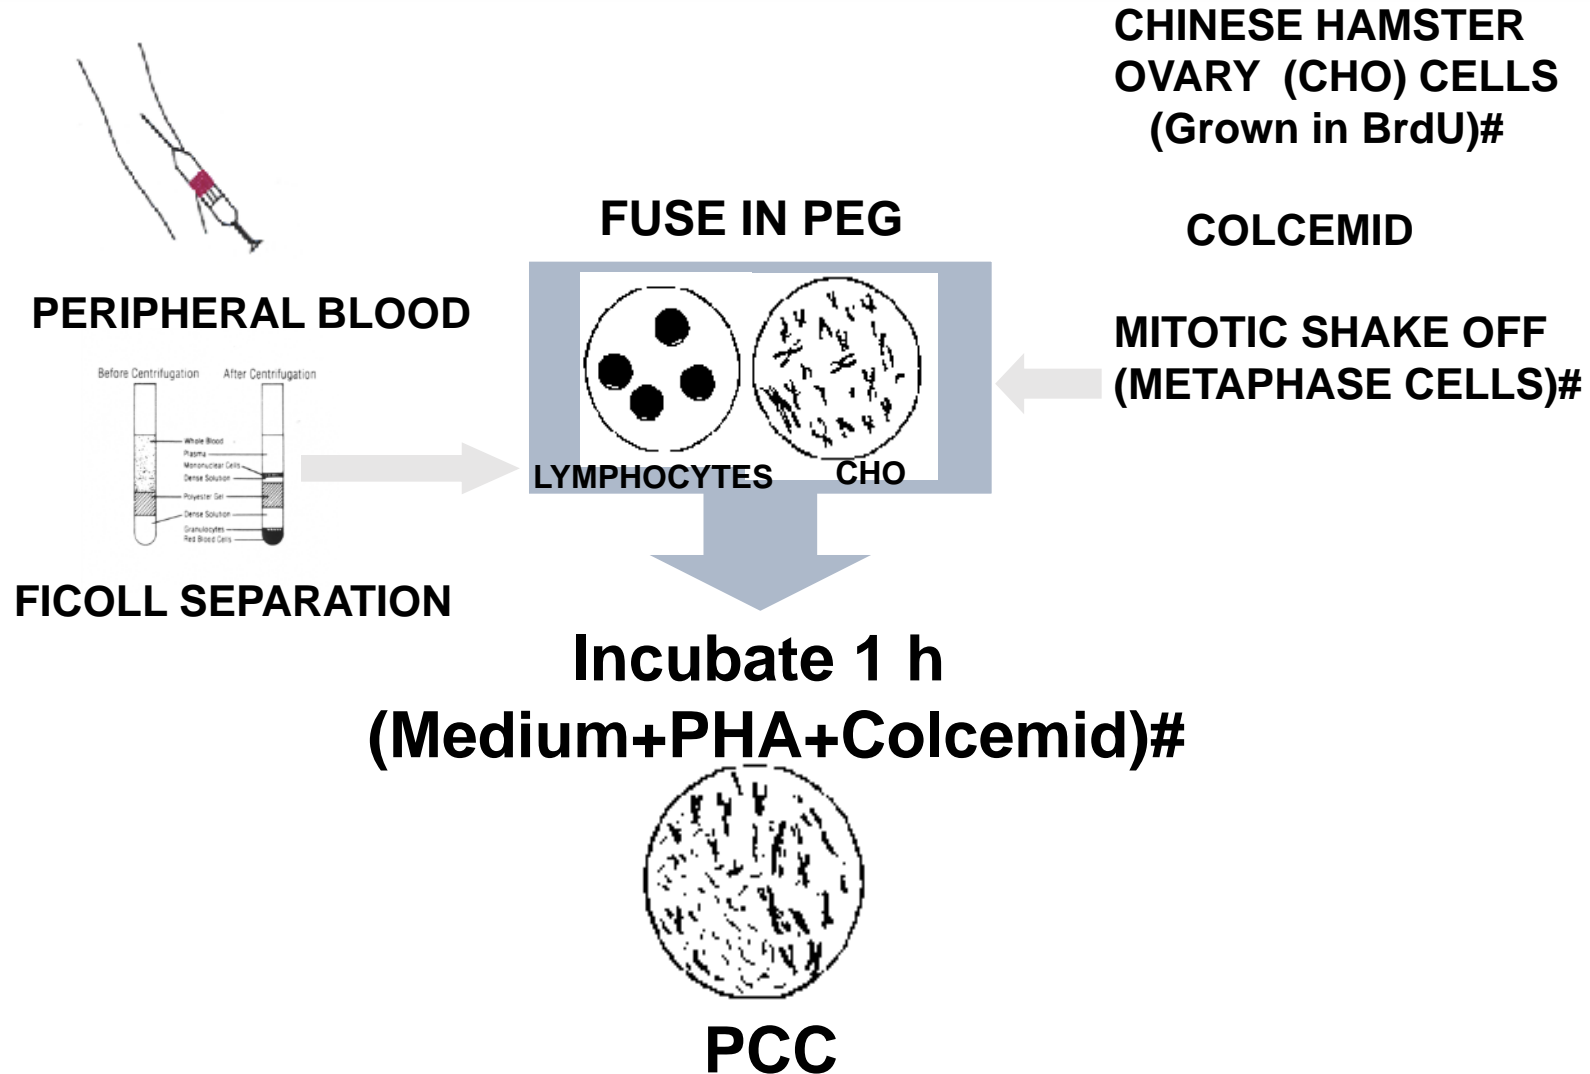 CHINESE HAMSTER
OVARY (CHO) CELLS
(Grown in BrdU)#
COLCEMID
MITOTIC SHAKE OFF
(METAPHASE CELLS)#
FUSE IN PEG
LYMPHOCYTES
CHO
PERIPHERAL BLOOD
Before Centrifugation
After Centrifugation
Whole Blood
Plasma
Mononuclear Cells
Dense Solution
Polyester Gel
Dense Solution
Granulocytes
Red Blood Cells
FICOLL SEPARATION
Incubate 1 h
(Medium+PHA+Colcemid)#
PCC